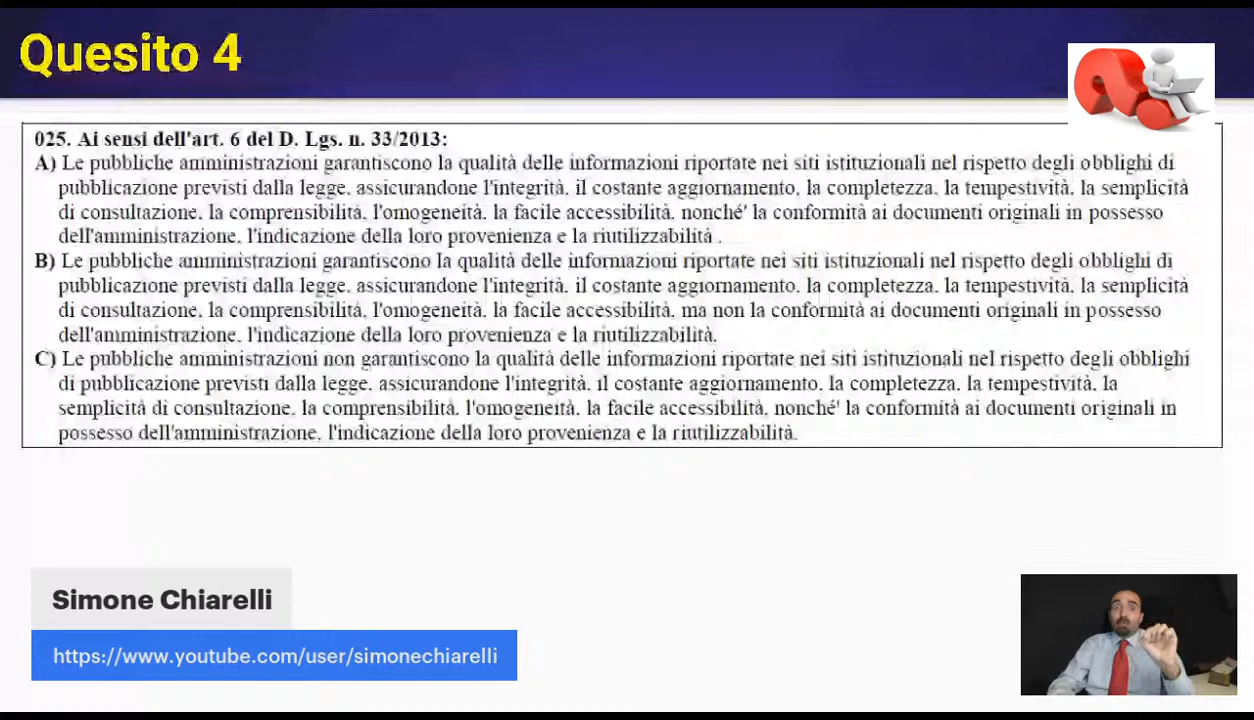 Quesito 4
025. Ai sensi dell'art. 6 del D. Lgs. n. 33/2013:
A) Le pubbliche amministrazioni garantiscono la qualità delle informazioni riportate nei siti istituzionali nel rispetto degli obblighi di
pubblicazione previsti dalla legge, assicurandone l'integrità, il costante aggiornamento, la completezza, la tempestività, la semplicità
di consultazione, la comprensibilità, l'omogeneità, la facile accessibilità, nonché' la conformità ai documenti originali in possesso
dell'amministrazione, l'indicazione della loro provenienza e la riutilizzabilità .
B) Le pubbliche amministrazioni garantiscono la qualità delle informazioni riportate nei siti istituzionali nel rispetto degli obblighi di
pubblicazione previsti dalla legge, assicurandone l'integrità, il costante aggiornamento, la completezza, la tempestività, la semplicità
di consultazione, la comprensibilità, l'omogeneità, la facile accessibilità, ma non la conformità ai documenti originali in possesso
dell'amministrazione, l'indicazione della loro provenienza e la riutilizzabilità.
C) Le pubbliche amministrazioni non garantiscono la qualità delle informazioni riportate nei siti istituzionali nel rispetto degli obblighi
di pubblicazione previsti dalla legge, assicurandone l'integrità, il costante aggiornamento, la completezza, la tempestività, la
semplicità di consultazione, la comprensibilità, l'omogeneità, la facile accessibilità, nonché' la conformità ai documenti originali in
possesso dell'amministrazione, l'indicazione della loro provenienza e la riutilizzabilità.
Simone Chiarelli
https://www.youtube.com/user/simonechiarelli